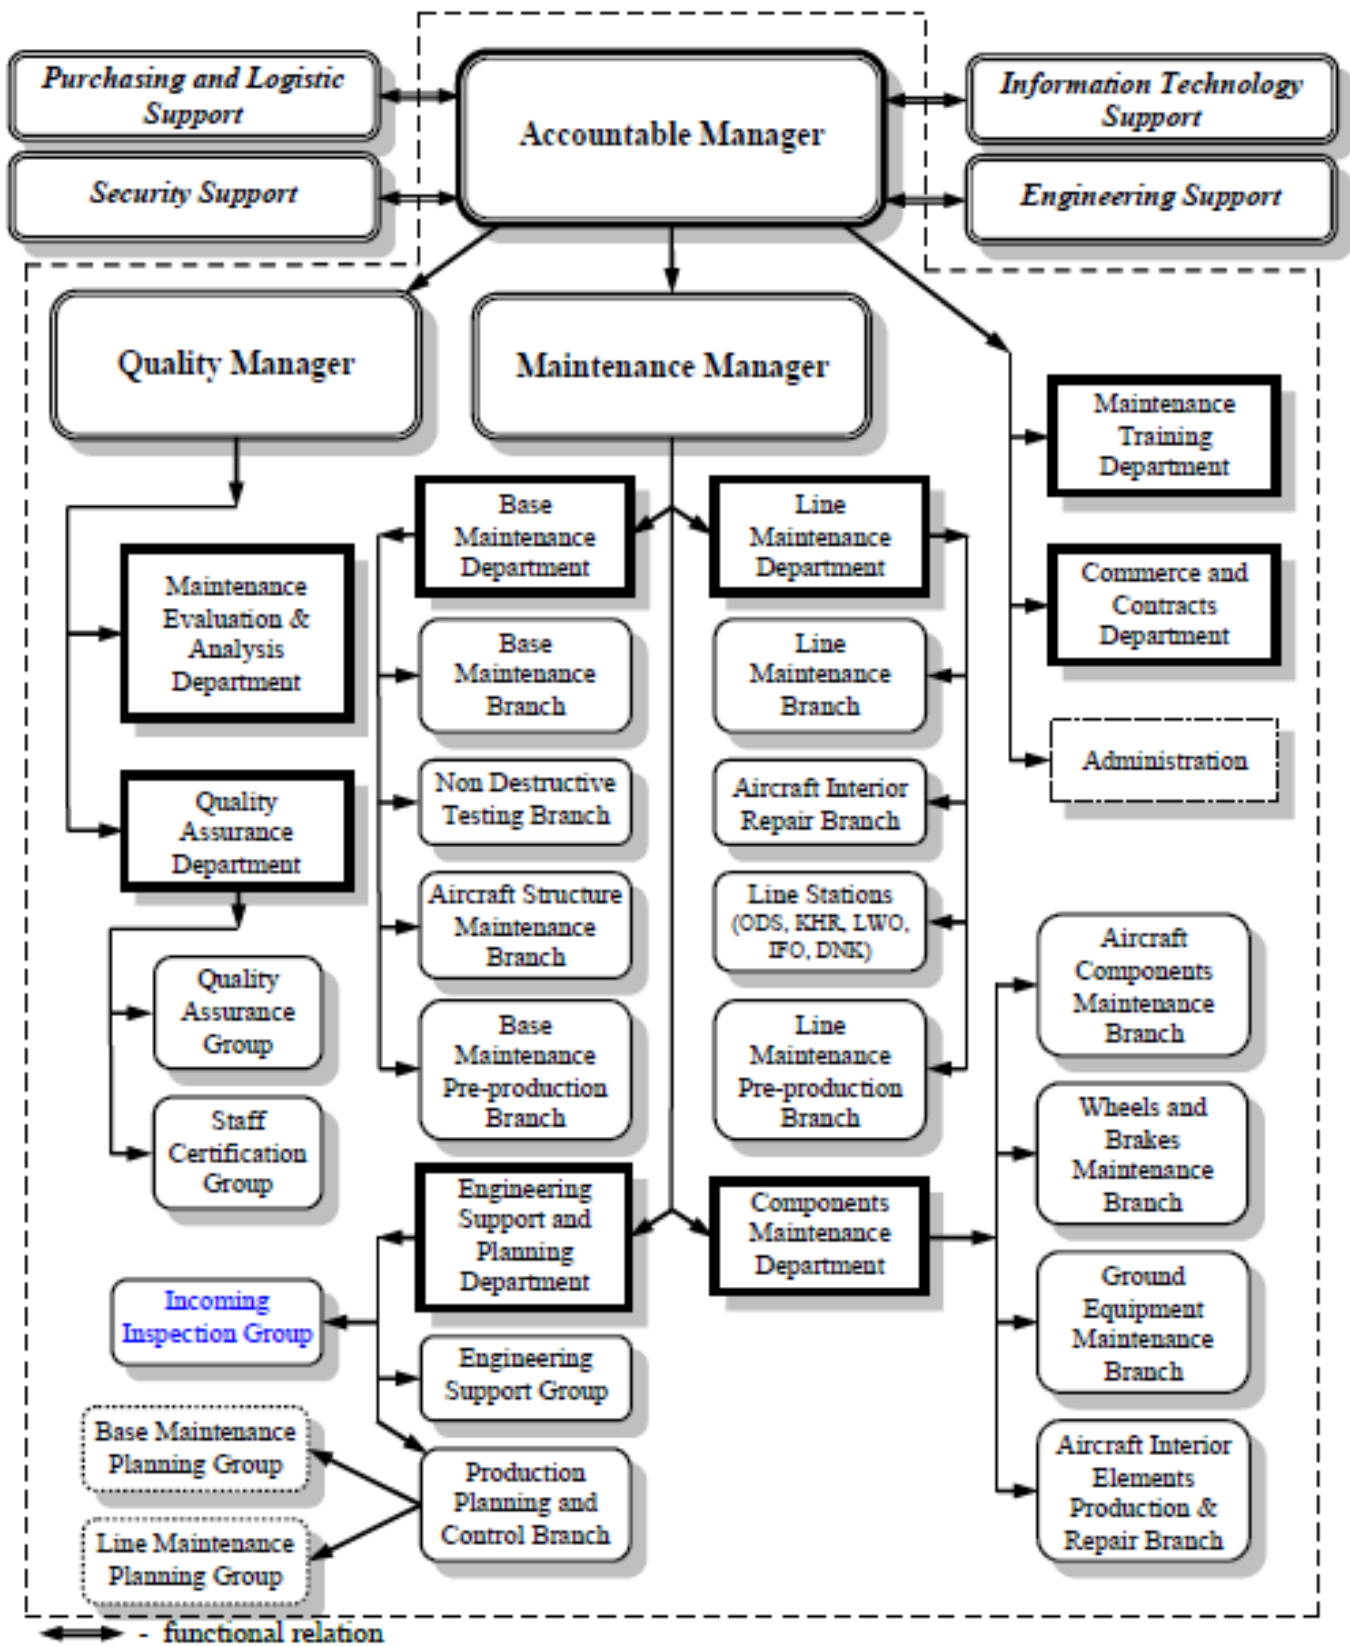 Purchasing and Logistic
Support
Security Support
Accountable Manager
Information Technology
Support
Engineering Support
Quality Manager
Maintenance Manager
Maintenance
Training
Department
Commerce and
Contracts
Department
Administration
Maintenance
Evaluation &
Analysis
Department
Quality
Assurance
Department
Quality
Assurance
Group
Staff
Certification
Group
Base
Maintenance
Department
Base
Maintenance
Branch
Non Destructive
Testing Branch
Aircraft Structure
Maintenance
Branch
Base
Maintenance
Pre-production
Branch
Line
Maintenance
Department
Line
Maintenance
Branch
Aircraft Interior
Repair Branch
Line Stations
(ODS, KHR, LWO,
IFO, DNK)
Line
Maintenance
Pre-production
Branch
Engineering
Support and
Planning
Department
Incoming
Inspection Group
Engineering
Support Group
Production
Planning and
Control Branch
Base Maintenance
Planning Group
Line Maintenance
Planning Group
Components
Maintenance
Department
Aircraft
Components
Maintenance
Branch
Wheels and
Brakes
Maintenance
Branch
Ground
Equipment
Maintenance
Branch
Aircraft Interior
Elements
Production &
Repair Branch
- functional relation